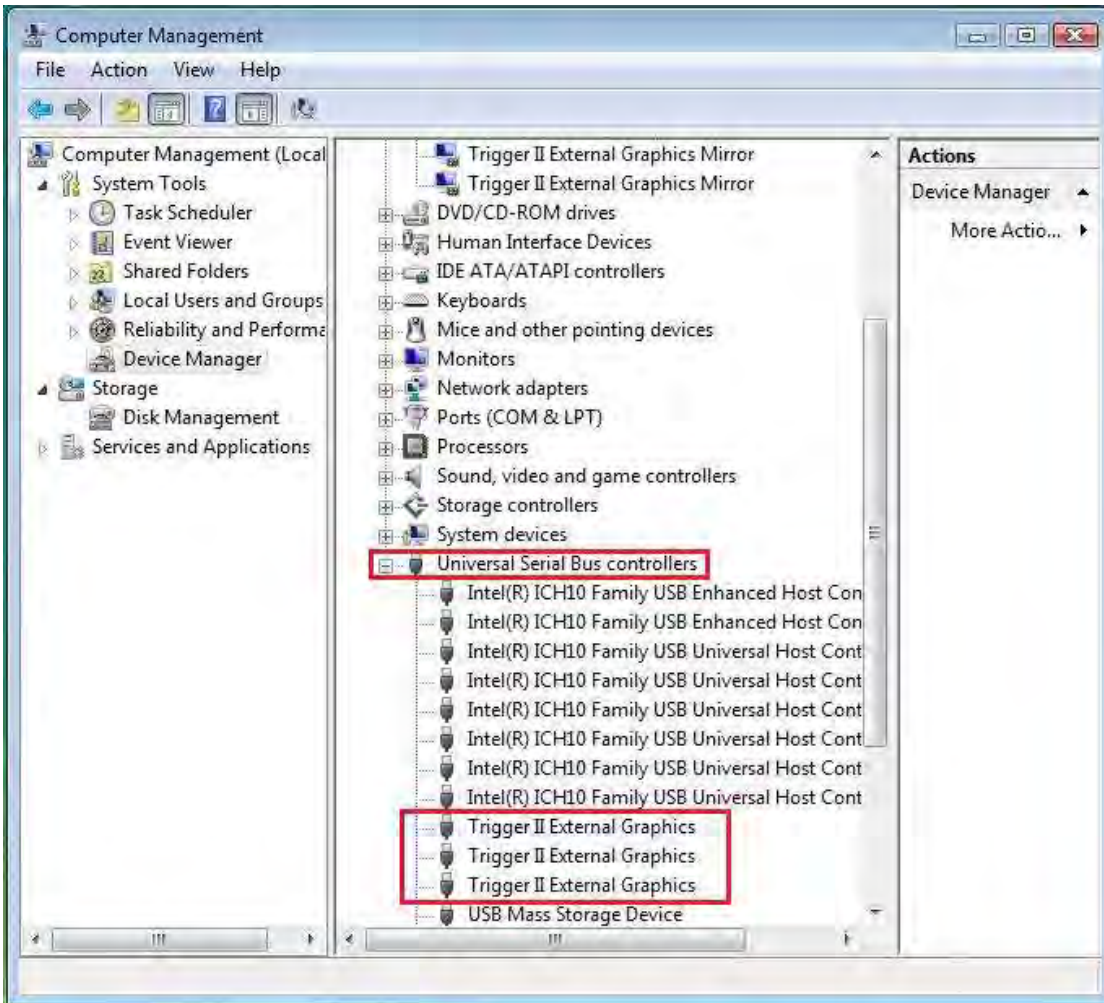 Computer Management
File Action View Help
Computer Management (Local
System Tools
Task Scheduler
Event Viewer
Shared Folders
Local Users and Groups
Reliability and Performa
Device Manager
Storage
Disk Management
Services and Applications
Trigger II External Graphics Mirror
Trigger II External Graphics Mirror
DVD/CD-ROM drives
Human Interface Devices
IDE ATA/ATAPI controllers
Keyboards
Mice and other pointing devices
Monitors
Network adapters
Ports (COM & LPT)
Processors
Sound, video and game controllers
Storage controllers
System devices
Universal Serial Bus controllers
Intel(R) ICH10 Family USB Enhanced Host Con
Intel(R) ICH10 Family USB Enhanced Host Con
Intel(R) ICH10 Family USB Universal Host Cont
Intel(R) ICH10 Family USB Universal Host Cont
Intel(R) ICH10 Family USB Universal Host Cont
Intel(R) ICH10 Family USB Universal Host Cont
Intel(R) ICH10 Family USB Universal Host Cont
Intel(R) ICH10 Family USB Universal Host Cont
Trigger II External Graphics
Trigger II External Graphics
Trigger II External Graphics
USB Mass Storage Device
Actions
Device Manager
More Actio...